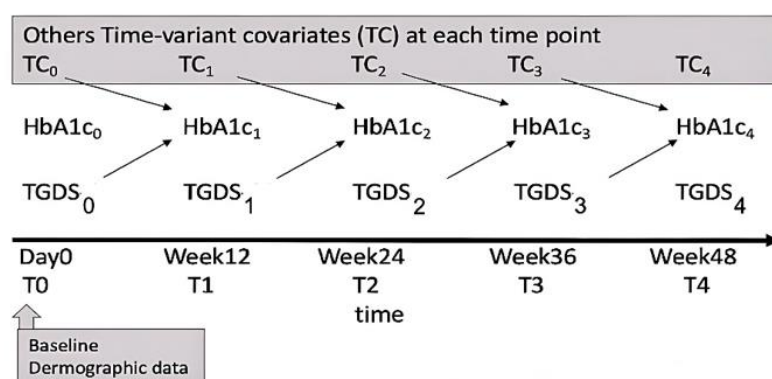 Others Time-variant covariates (TC) at each time point
TC0 TC1 TC2 TC3 TC4
HbA1c0 HbA1c1 HbA1c2 HbA1c3 HbA1c4
TGDS0 TGDS1 TGDS2 TGDS3 TGDS4
Day0 Week12 Week24 Week36 Week48
T0 T1 T2 T3 T4
time
Baseline
Dermographic data